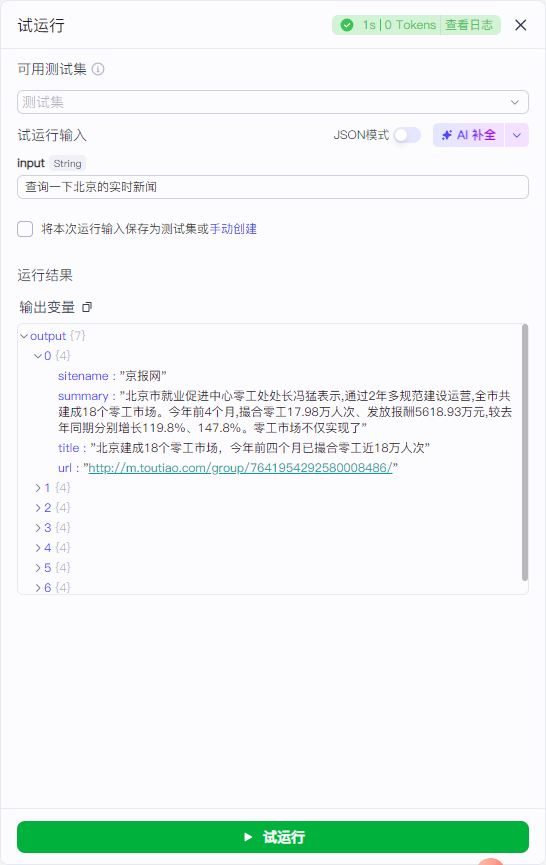 试运行
1s | 0 Tokens 查看日志
可用测试集
测试集
试运行输入 JSON模式 AI 补全
input String
查询一下北京的实时新闻
将本次运行输入保存为测试集或手动创建
运行结果
输出变量
output {7}
0 {4}
sitename : "京报网"
summary : "北京市就业促进中心零工处处长冯猛表示,通过2年多规范建设运营,全市共
建成18个零工市场。今年前4个月,撮合零工17.98万人次、发放报酬5618.93万元,较去
年同期分别增长119.8%、147.8%。零工市场不仅实现了"
title : "北京建成18个零工市场，今年前四个月已撮合零工近18万人次"
url : "http://m.toutiao.com/group/7641954292580008486/"
1 {4}
2 {4}
3 {4}
4 {4}
5 {4}
6 {4}
试运行